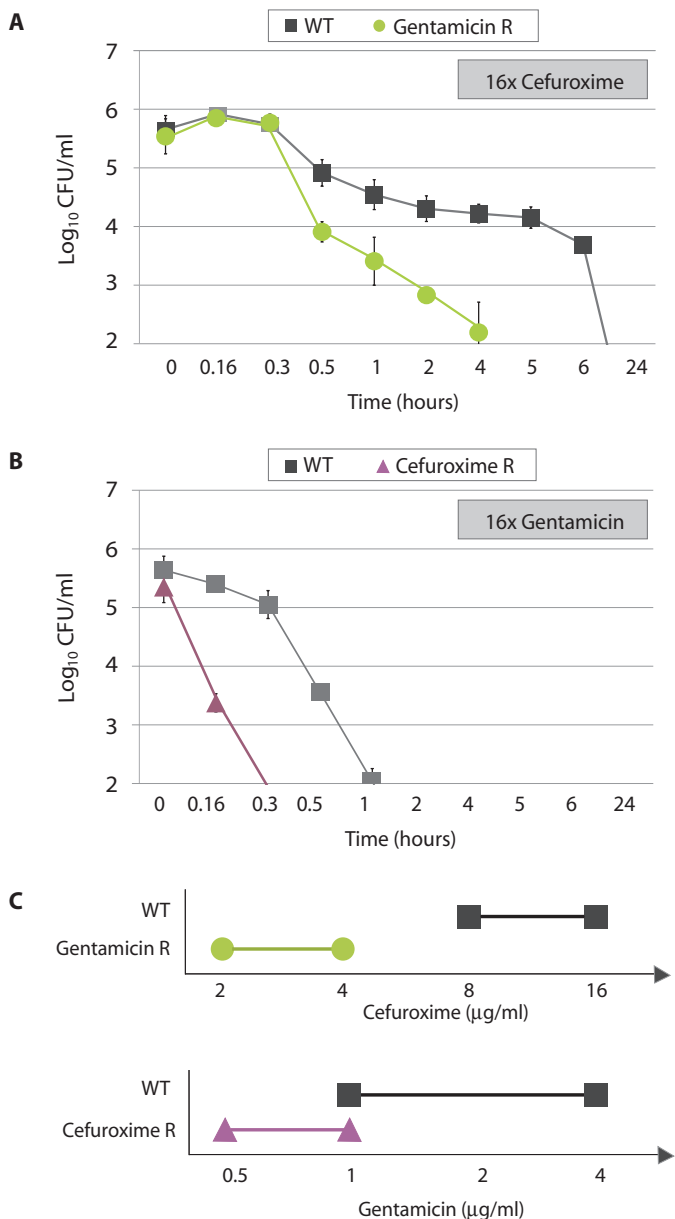 A
WT Gentamicin R
16x Cefuroxime
7
6
5
4
3
2
Log10 CFU/ml
0 0.16 0.3 0.5 1 2 4 5 6 24
Time (hours)
B
WT Cefuroxime R
16x Gentamicin
7
6
5
4
3
2
Log10 CFU/ml
0 0.16 0.3 0.5 1 2 4 5 6 24
Time (hours)
C
WT
Gentamicin R
2 4 8 16
Cefuroxime (μg/ml)
WT
Cefuroxime R
0.5 1 2 4
Gentamicin (μg/ml)